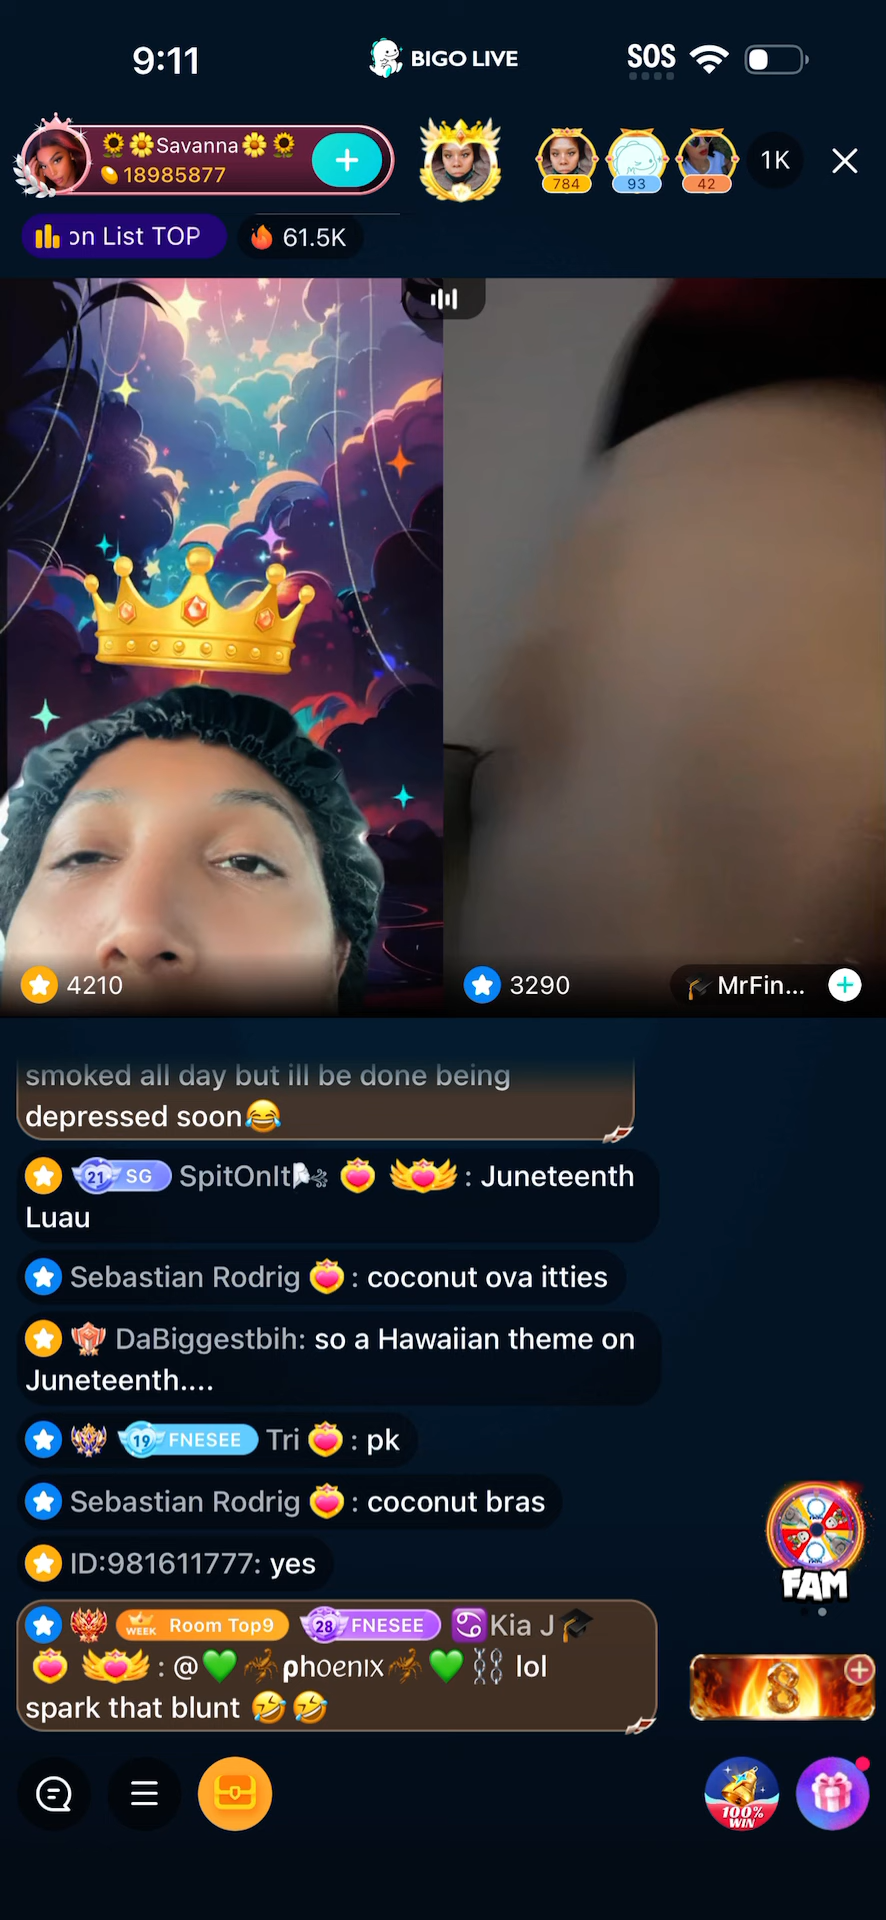 9:11
BIGO LIVE
SOS
🌻🌼Savanna🌼🌻
18985877
784
93
42
1K
on List TOP
61.5K
4210
3290
🎓MrFin...
smoked all day but ill be done being
depressed soon😂
21 SG SpitOnIt🌬️ : Juneteenth
Luau
Sebastian Rodrig : coconut ova itties
DaBiggestbih: so a Hawaiian theme on
Juneteenth....
19 FNESEE Tri : pk
Sebastian Rodrig : coconut bras
ID:981611777: yes
WEEK Room Top9 28 FNESEE ♋Kia J🎓
: @💚🦂ρhoenıx🦂💚⛓️ lol
spark that blunt 🤣🤣
FAM
8
100%
WIN